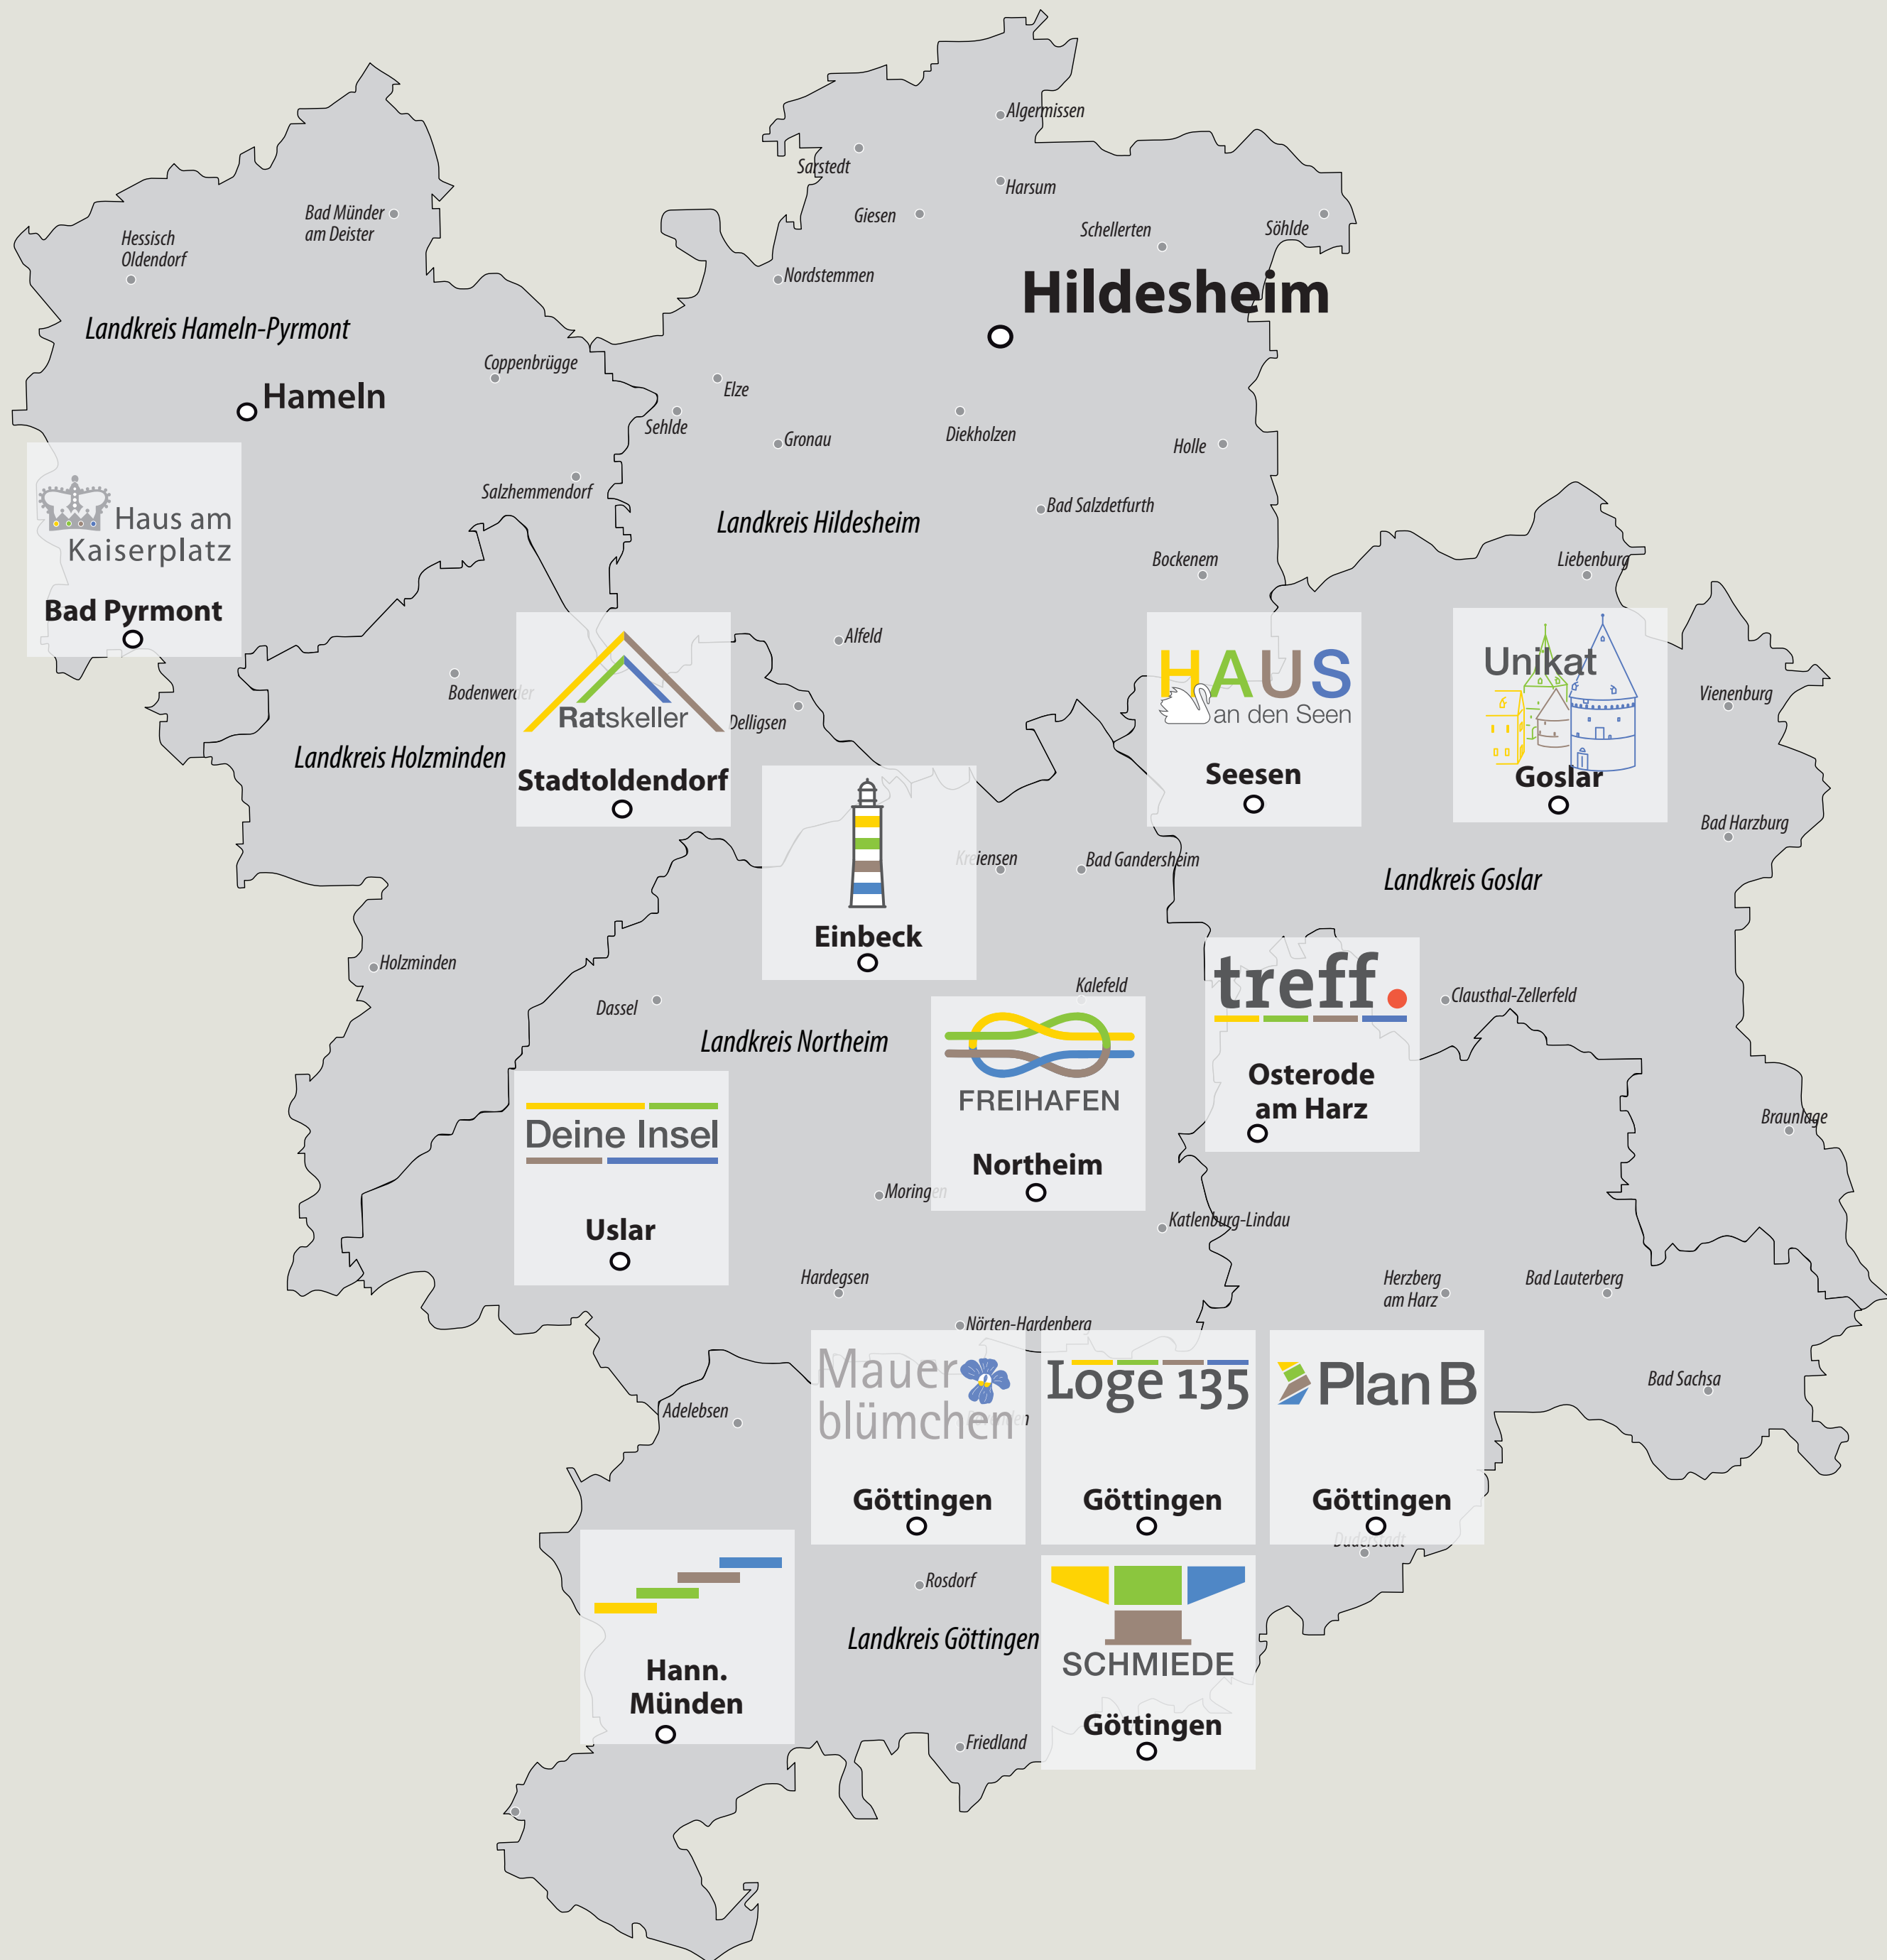 Algermissen
Sarstedt
Harsum
Giesen
Bad Münder
am Deister
Hessisch
Oldendorf
Schellerten
Söhlde
Nordstemmen
Hildesheim
Landkreis Hameln-Pyrmont
Coppenbrügge
Hameln
Elze
Sehlde
Gronau
Diekholzen
Holle
Salzhemmendorf
Haus am
Kaiserplatz
Bad Pyrmont
Landkreis Hildesheim
Bad Salzdetfurth
Bockenem
Liebenburg
Alfeld
Bodenwerder
Ratskeller
Stadtoldendorf
Delligsen
HAUS
an den Seen
Seesen
Unikat
Goslar
Vienenburg
Landkreis Holzminden
Bad Harzburg
Kreiensen
Bad Gandersheim
Landkreis Goslar
Einbeck
Holzminden
Dassel
Kalefeld
treff.
Clausthal-Zellerfeld
Landkreis Northeim
FREIHAFEN
Northeim
Osterode
am Harz
Braunlage
Deine Insel
Uslar
Moringen
Katlenburg-Lindau
Hardegsen
Herzberg
am Harz
Bad Lauterberg
Nörten-Hardenberg
Mauer
blümchen
Göttingen
Loge 135
Göttingen
Plan B
Göttingen
Bad Sachsa
Adelebsen
Duderstadt
Rosdorf
Landkreis Göttingen
SCHMIEDE
Göttingen
Hann.
Münden
Friedland